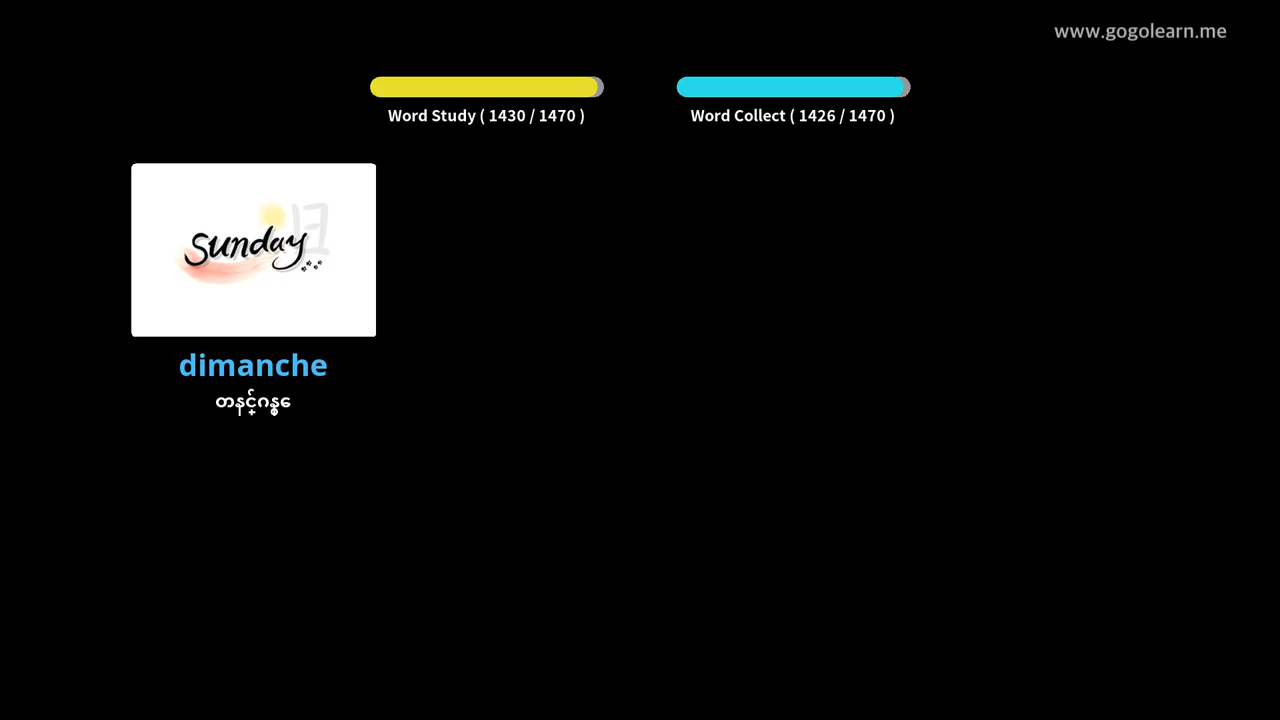 www.gogolearn.me
Word Study ( 1430 / 1470 )
Word Collect ( 1426 / 1470 )
Sunday
dimanche
တနင်္ဂနွေ